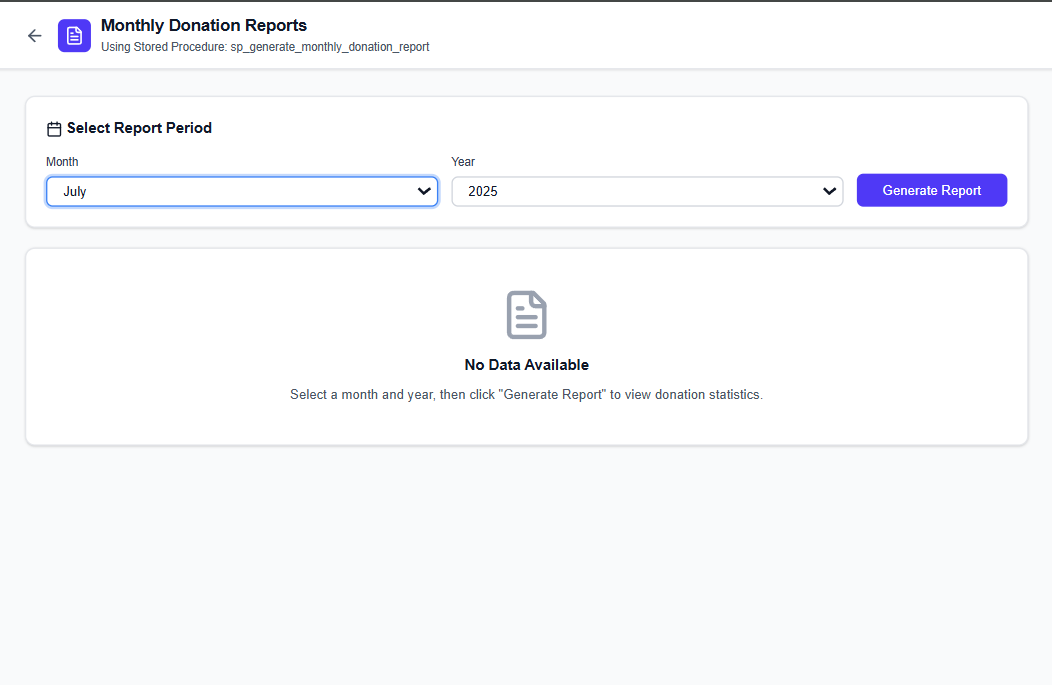 Monthly Donation Reports
Using Stored Procedure: sp_generate_monthly_donation_report
Select Report Period
Month
Year
July
2025
Generate Report
No Data Available
Select a month and year, then click "Generate Report" to view donation statistics.